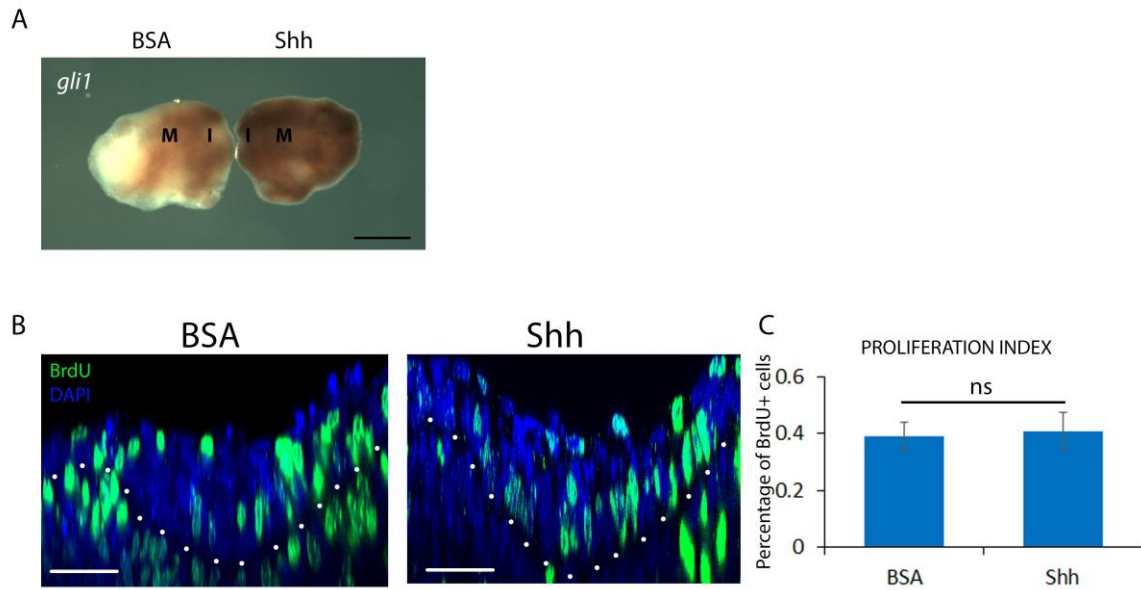 A
BSA Shh
gli1
M I I M
B BSA Shh C
BrdU
DAPI
PROLIFERATION INDEX
Percentage of BrdU+ cells
0.6
ns
0.4
0.2
0
BSA Shh